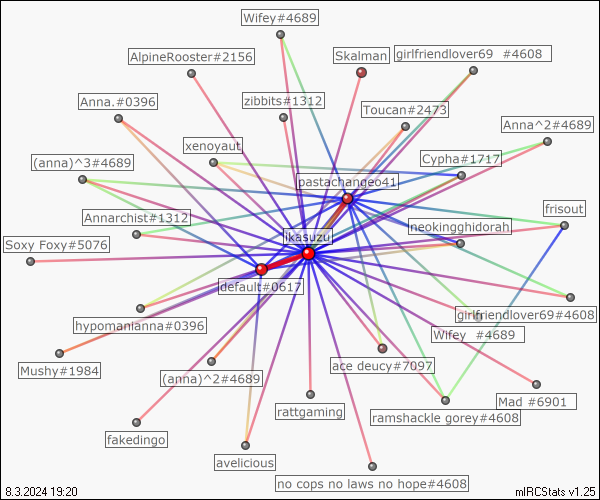 Wifey#4689
AlpineRooster#2156
Skalman
girlfriendlover69 #4608
Anna.#0396
zibbits#1312
Toucan#2473
Anna^2#4689
xenoyaut
(anna)^3#4689
Cypha#1717
pastachange041
Annarchist#1312
frisout
neokingghidorah
ikasuzu
Soxy Foxy#5076
default#0617
hypomanianna#0396
girlfriendlover69#4608
Wifey #4689
Mushy#1984
(anna)^2#4689
ace deucy#7097
rattgaming
ramshackle gorey#4608
Mad #6901
fakedingo
avelicious
no cops no laws no hope#4608
8.3.2024 19:20
mIRCStats v1.25